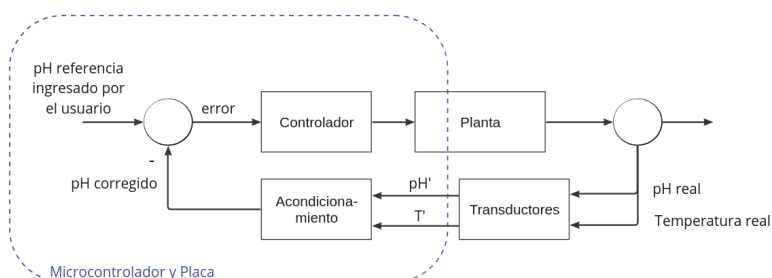 pH referencia
ingresado por
el usuario
error
Controlador
Planta
-
pH corregido
Acondiciona-
miento
pH'
T'
Transductores
pH real
Temperatura real
Microcontrolador y Placa